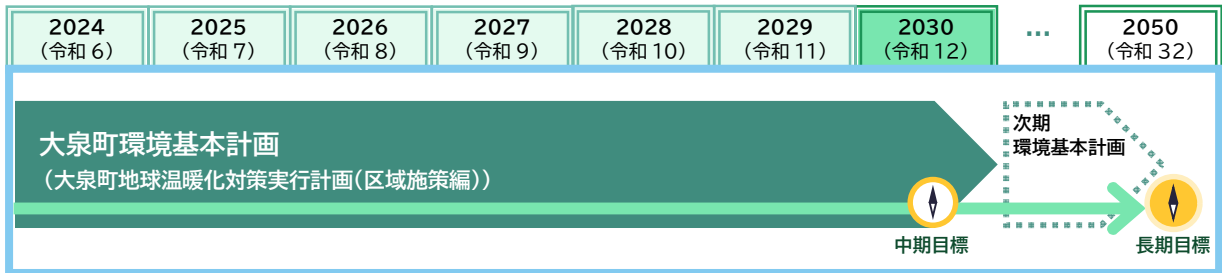 2024 2025 2026 2027 2028 2029 2030 … 2050
（令和 6） （令和 7） （令和 8） （令和 9） （令和 10） （令和 11） （令和 12） （令和 32）
大泉町環境基本計画
（大泉町地球温暖化対策実行計画（区域施策編））
次期
環境基本計画
中期目標 長期目標